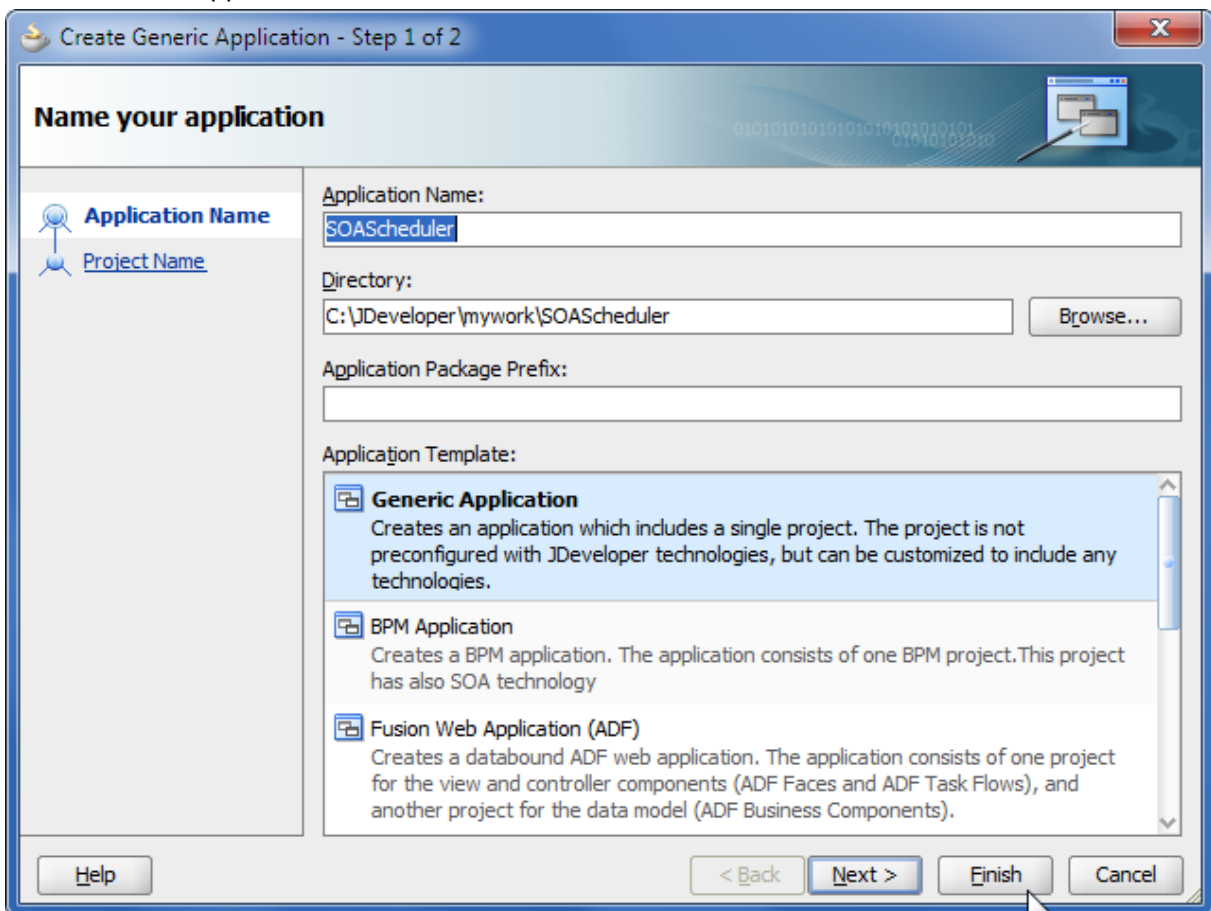 Create Generic Application - Step 1 of 2
Name your application
Application Name
Project Name
Application Name:
SOAScheduler
Directory:
C:\JDeveloper\mywork\SOAScheduler
Browse...
Application Package Prefix:
Application Template:
Generic Application
Creates an application which includes a single project. The project is not
preconfigured with JDeveloper technologies, but can be customized to include any
technologies.
BPM Application
Creates a BPM application. The application consists of one BPM project.This project
has also SOA technology
Fusion Web Application (ADF)
Creates a databound ADF web application. The application consists of one project
for the view and controller components (ADF Faces and ADF Task Flows), and
another project for the data model (ADF Business Components).
Help
< Back
Next >
Finish
Cancel